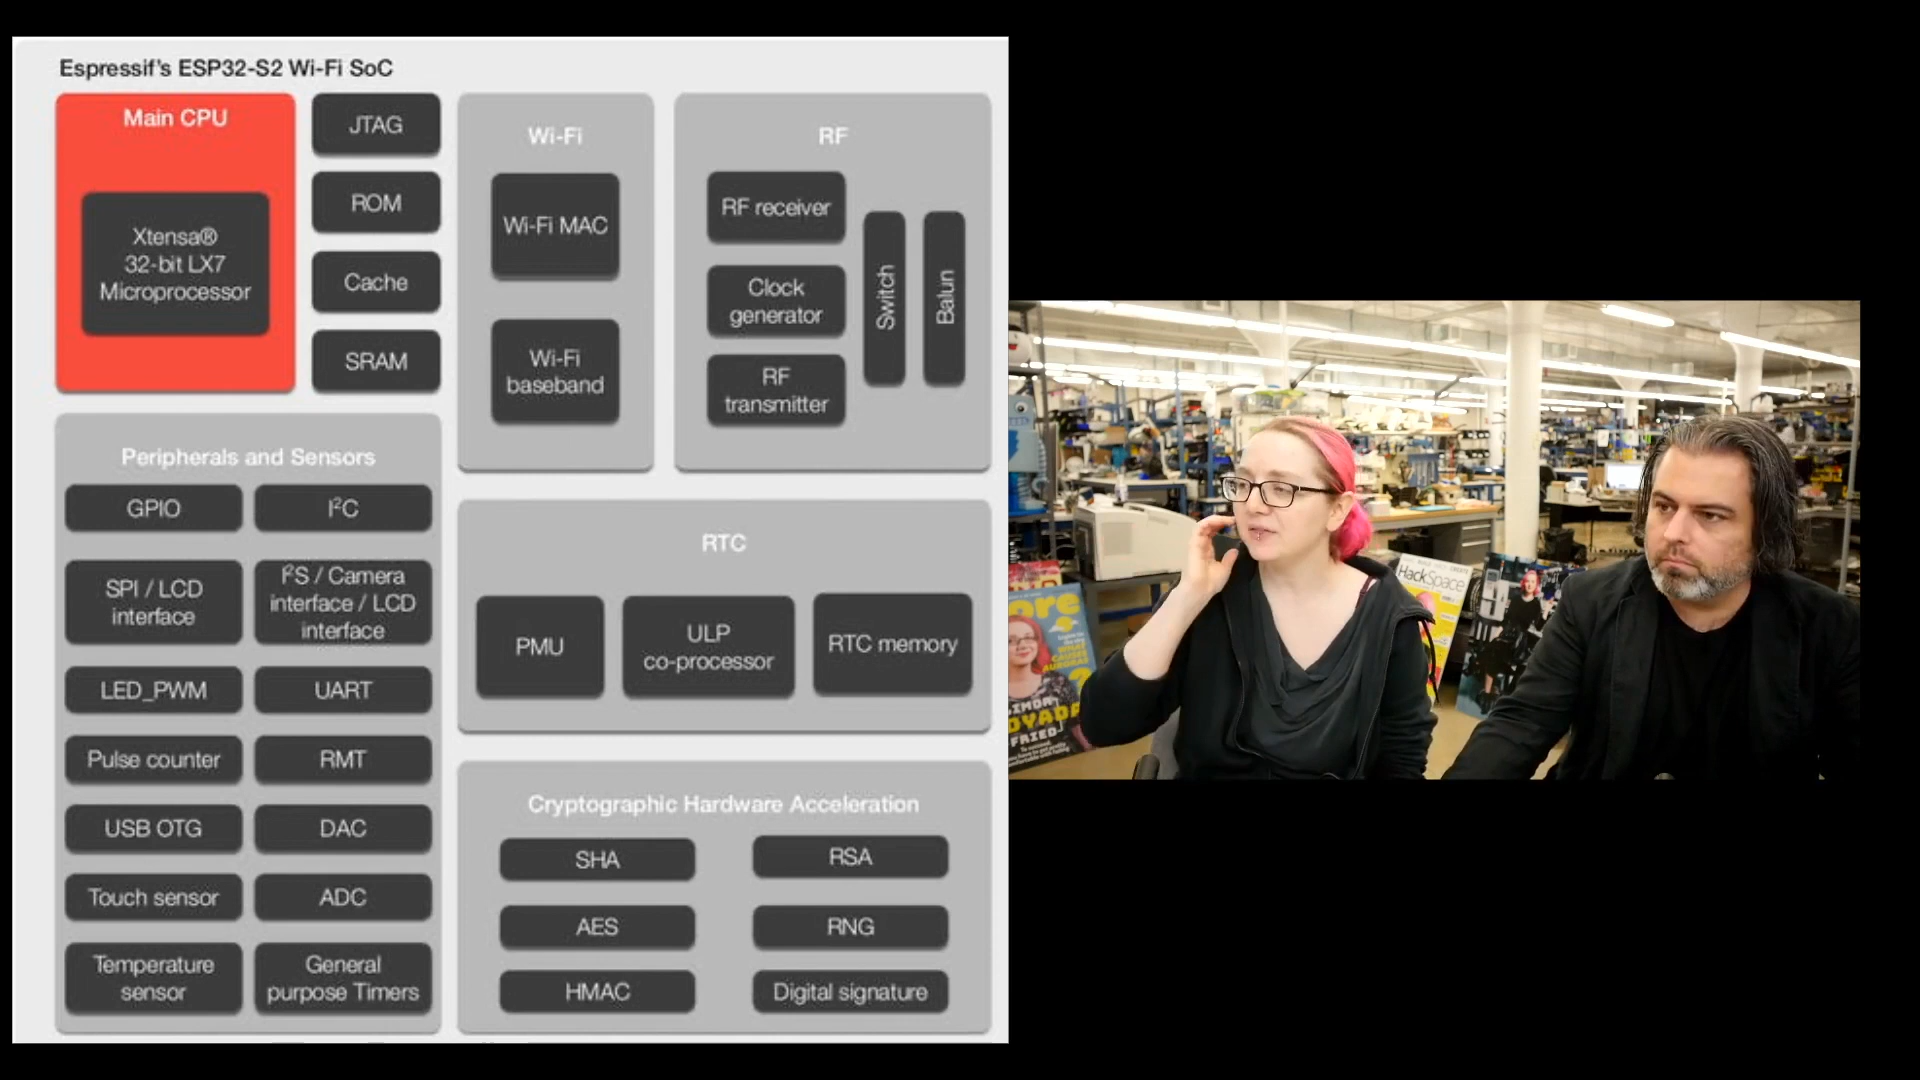 Espressif's ESP32-S2 Wi-Fi SoC
Main CPU
Xtensa®
32-bit LX7
Microprocessor
JTAG
ROM
Cache
SRAM
Wi-Fi
Wi-Fi MAC
Wi-Fi
baseband
RF
RF receiver
Clock
generator
RF
transmitter
Switch
Balun
Peripherals and Sensors
GPIO
I²C
SPI / LCD
interface
I²S / Camera
interface / LCD
interface
LED_PWM
UART
Pulse counter
RMT
USB OTG
DAC
Touch sensor
ADC
Temperature
sensor
General
purpose Timers
RTC
PMU
ULP
co-processor
RTC memory
Cryptographic Hardware Acceleration
SHA
RSA
AES
RNG
HMAC
Digital signature
HackSpace
WHAT
CAUSES
AURORAS
?
FRIED